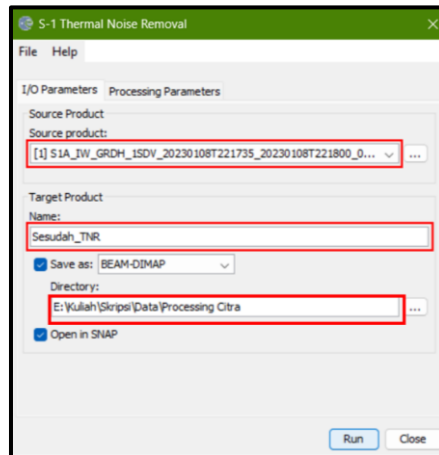 S-1 Thermal Noise Removal
File Help
I/O Parameters Processing Parameters
Source Product
Source product:
[1] S1A_IW_GRDH_1SDV_20230108T221735_20230108T221800_0...
...
Target Product
Name:
Sesudah_TNR
Save as: BEAM-DIMAP
Directory:
E:\Kuliah\Skripsi\Data\Processing Citra
...
Open in SNAP
Run Close